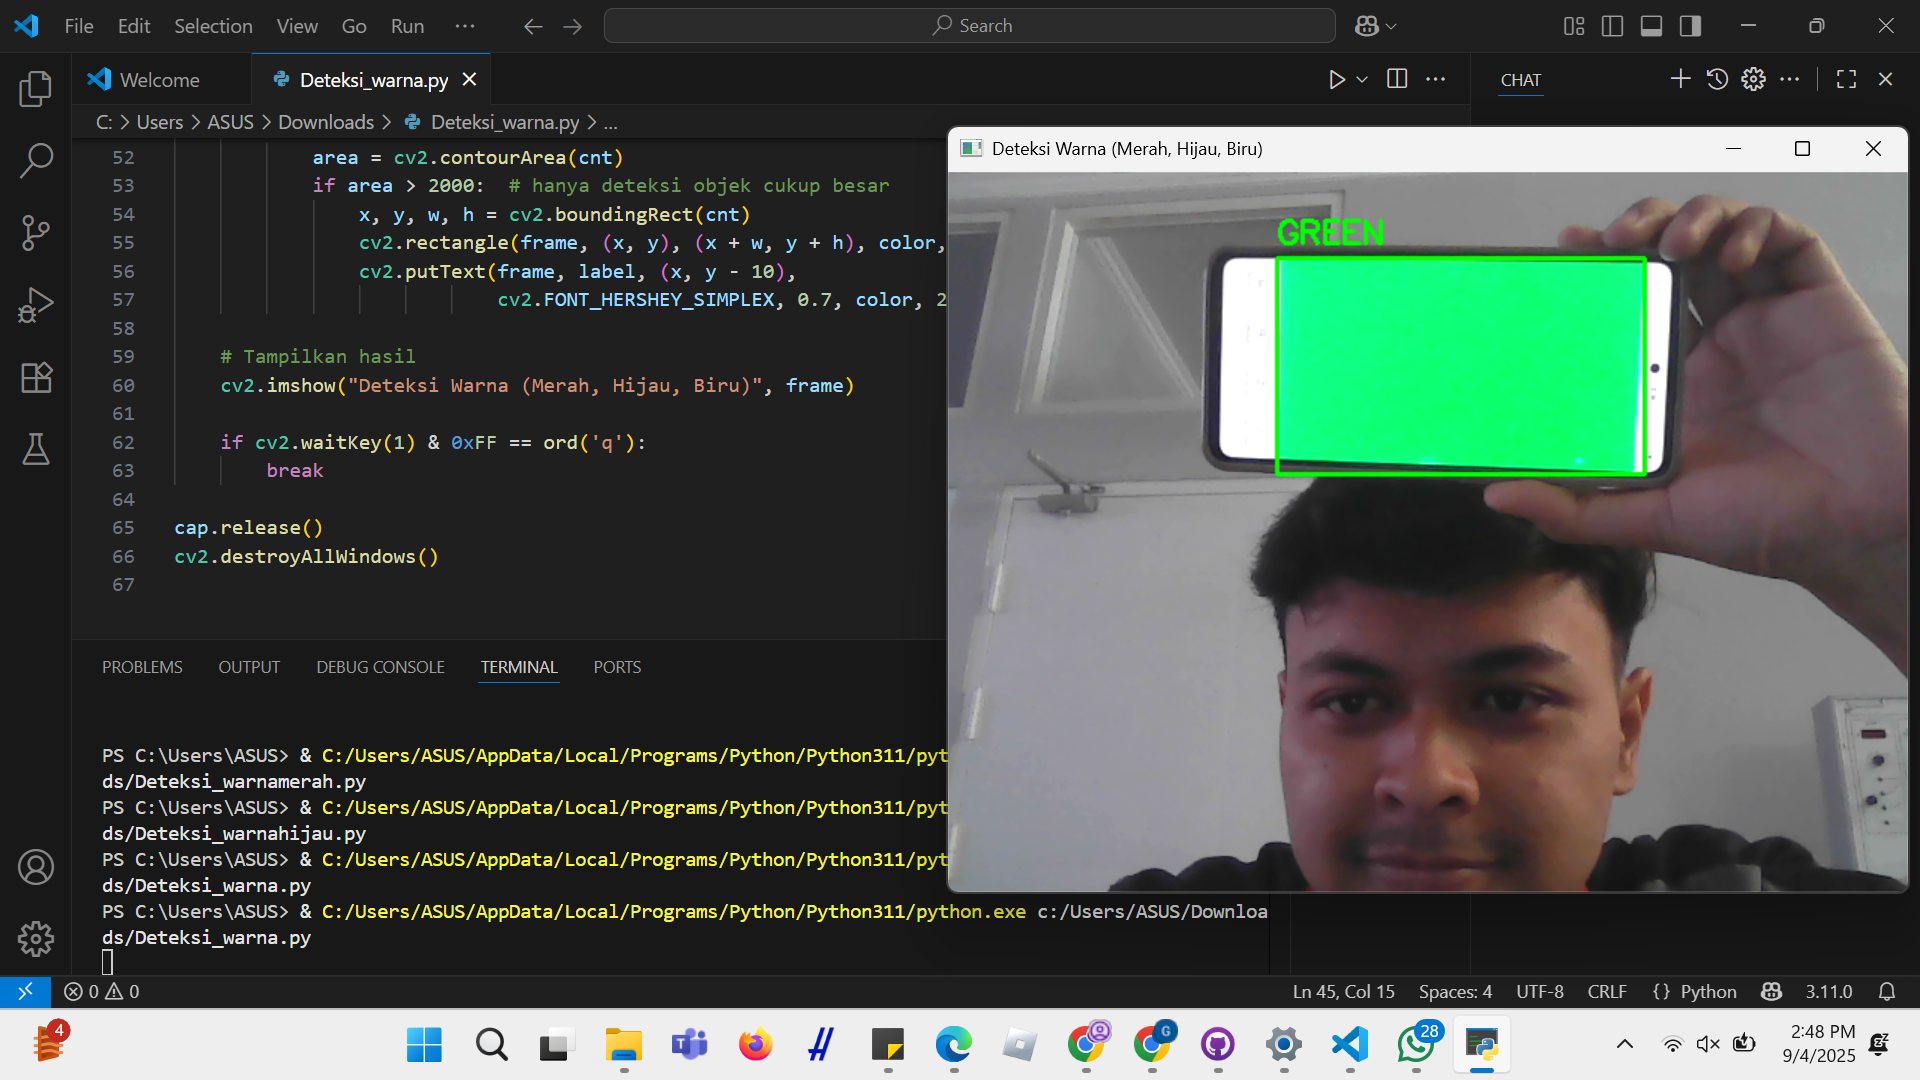 File Edit Selection View Go Run ··· Search
Welcome Deteksi_warna.py CHAT
C: > Users > ASUS > Downloads > Deteksi_warna.py > ...
52 area = cv2.contourArea(cnt)
53 if area > 2000:  # hanya deteksi objek cukup besar
54 x, y, w, h = cv2.boundingRect(cnt)
55 cv2.rectangle(frame, (x, y), (x + w, y + h), color,
56 cv2.putText(frame, label, (x, y - 10),
57 cv2.FONT_HERSHEY_SIMPLEX, 0.7, color, 2
58
59 # Tampilkan hasil
60 cv2.imshow("Deteksi Warna (Merah, Hijau, Biru)", frame)
61
62 if cv2.waitKey(1) & 0xFF == ord('q'):
63 break
64
65 cap.release()
66 cv2.destroyAllWindows()
67
Deteksi Warna (Merah, Hijau, Biru)
GREEN
PROBLEMS OUTPUT DEBUG CONSOLE TERMINAL PORTS
PS C:\Users\ASUS> & C:/Users/ASUS/AppData/Local/Programs/Python/Python311/pyt
ds/Deteksi_warnamerah.py
PS C:\Users\ASUS> & C:/Users/ASUS/AppData/Local/Programs/Python/Python311/pyt
ds/Deteksi_warnahijau.py
PS C:\Users\ASUS> & C:/Users/ASUS/AppData/Local/Programs/Python/Python311/pyt
ds/Deteksi_warna.py
PS C:\Users\ASUS> & C:/Users/ASUS/AppData/Local/Programs/Python/Python311/python.exe c:/Users/ASUS/Downloa
ds/Deteksi_warna.py
0 0 Ln 45, Col 15 Spaces: 4 UTF-8 CRLF {} Python 3.11.0
4 G 28 2:48 PM
9/4/2025